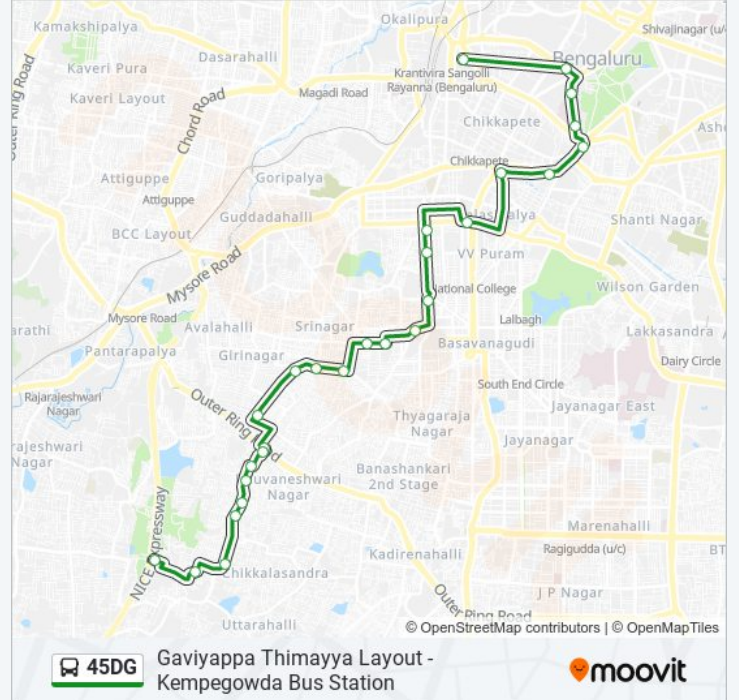 Okalipura
Kamakshipalya
Shivajinagar (u/
Dasarahalli
Bengaluru
Kaveri Pura
Krantivira Sangolli
Rayanna (Bengaluru)
Magadi Road
Kaveri Layout
Outer Ring Road
Chord Road
Chikkapete
Ash
Chikkapete
Attiguppe
Goripalya
Attiguppe
Guddadahalli
Shanti Nagar
BCC Layout
VV Puram
Mysore Road
National College
Wilson Garden
Mysore Road
Avalahalli
Srinagar
Lalbagh
Lakkasandra
arathi
Pantarapalya
Girinagar
Basavanagudi
Dairy Circle
Rajarajeshwari
Nagar
South End Circle
Outer Ring Road
Jayanagar East
Thyagaraja
Nagar
Jayanagar
rajeshwari
Nagar
Banashankari
2nd Stage
uvaneshwari
Nagar
NICE Expressway
Marenahalli
Kadirenahalli
Ragigudda (u/c)
BT
Chikkalasandra
J P Nagar
Outer Ring Road
Uttarahalli
© OpenStreetMap contributors | © OpenMapTiles
45DG
Gaviyappa Thimayya Layout -
Kempegowda Bus Station
moovit